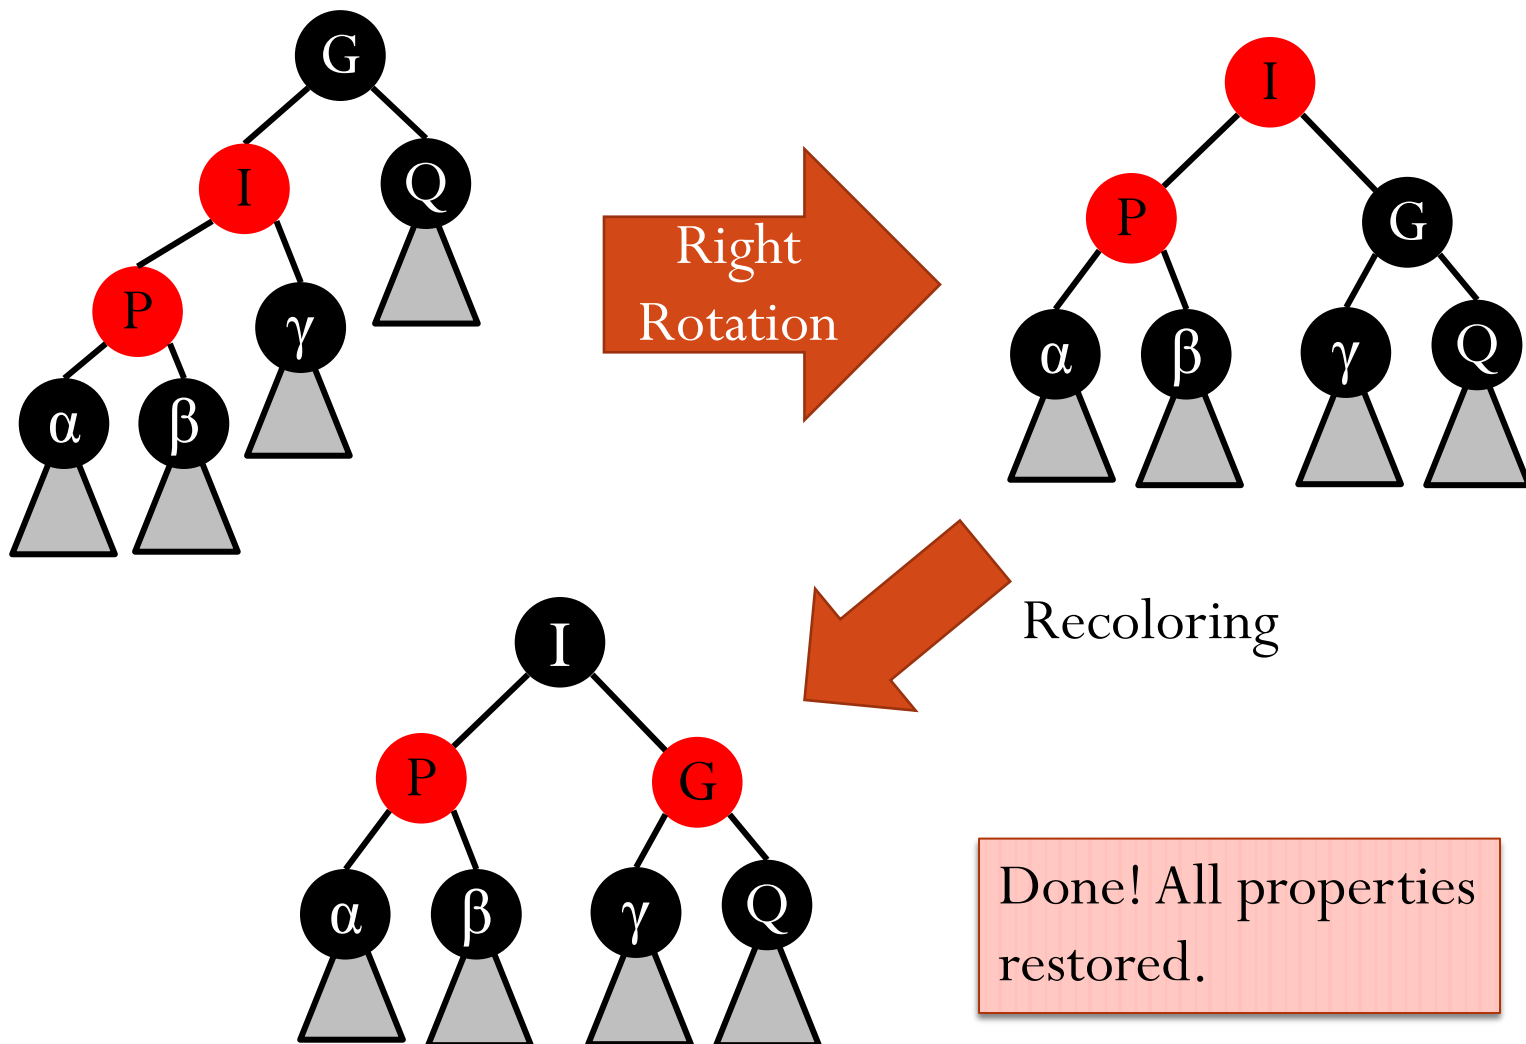 G
I
Q
P
γ
α
β
Right
Rotation
I
P
G
α
β
γ
Q
Recoloring
I
P
G
α
β
γ
Q
Done! All properties
restored.